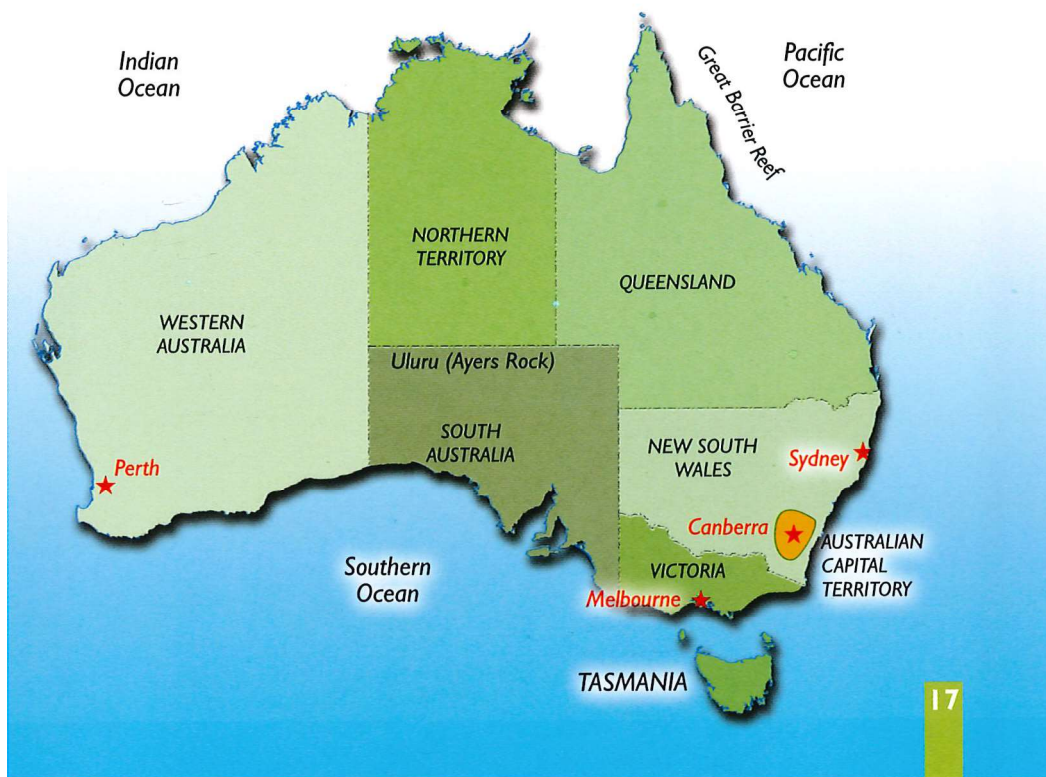 Indian
Ocean
Pacific
Ocean
Great Barrier Reef
NORTHERN
TERRITORY
QUEENSLAND
WESTERN
AUSTRALIA
Uluru (Ayers Rock)
SOUTH
AUSTRALIA
NEW SOUTH
WALES
Sydney
Perth
Canberra
AUSTRALIAN
CAPITAL
TERRITORY
Southern
Ocean
VICTORIA
Melbourne
TASMANIA
17